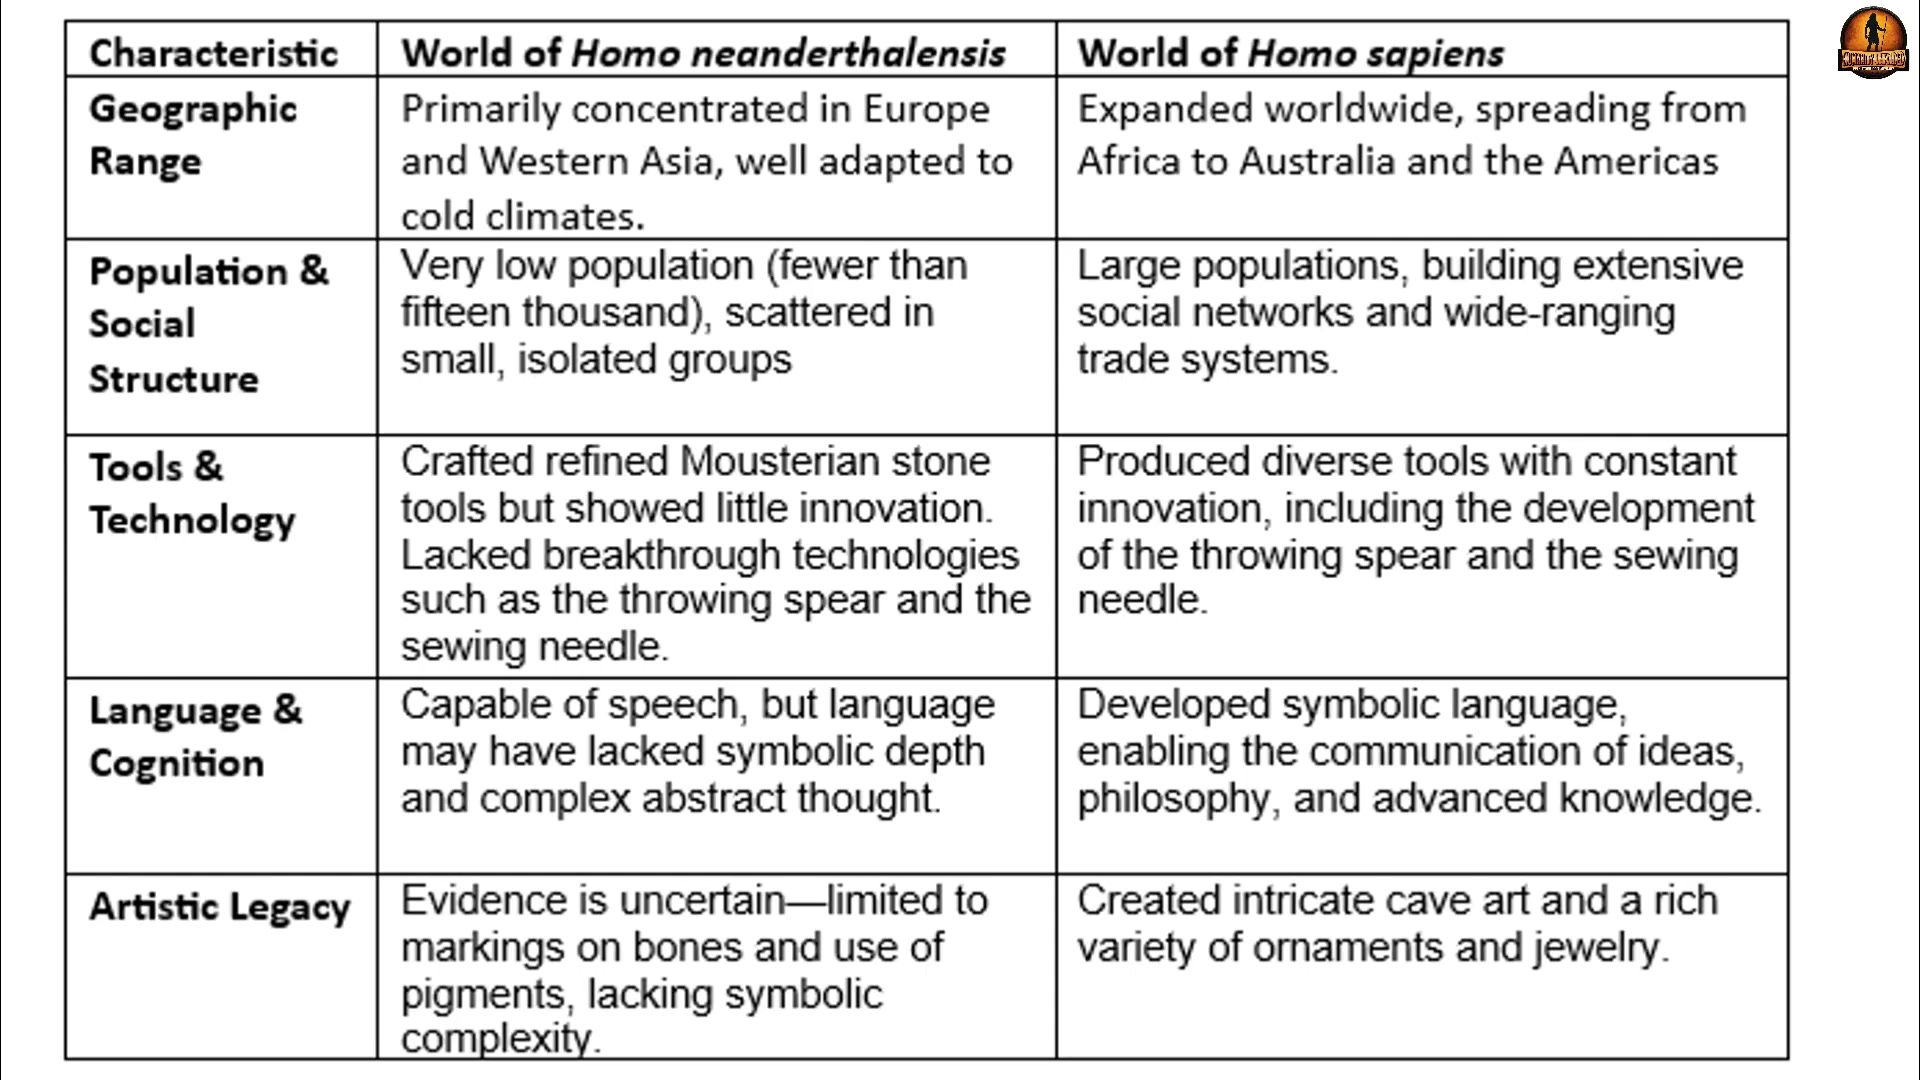 Characteristic
World of Homo neanderthalensis
World of Homo sapiens
Geographic
Range
Primarily concentrated in Europe
and Western Asia, well adapted to
cold climates.
Expanded worldwide, spreading from
Africa to Australia and the Americas
Population &
Social
Structure
Very low population (fewer than
fifteen thousand), scattered in
small, isolated groups
Large populations, building extensive
social networks and wide-ranging
trade systems.
Tools &
Technology
Crafted refined Mousterian stone
tools but showed little innovation.
Lacked breakthrough technologies
such as the throwing spear and the
sewing needle.
Produced diverse tools with constant
innovation, including the development
of the throwing spear and the sewing
needle.
Language &
Cognition
Capable of speech, but language
may have lacked symbolic depth
and complex abstract thought.
Developed symbolic language,
enabling the communication of ideas,
philosophy, and advanced knowledge.
Artistic Legacy
Evidence is uncertain—limited to
markings on bones and use of
pigments, lacking symbolic
complexity.
Created intricate cave art and a rich
variety of ornaments and jewelry.